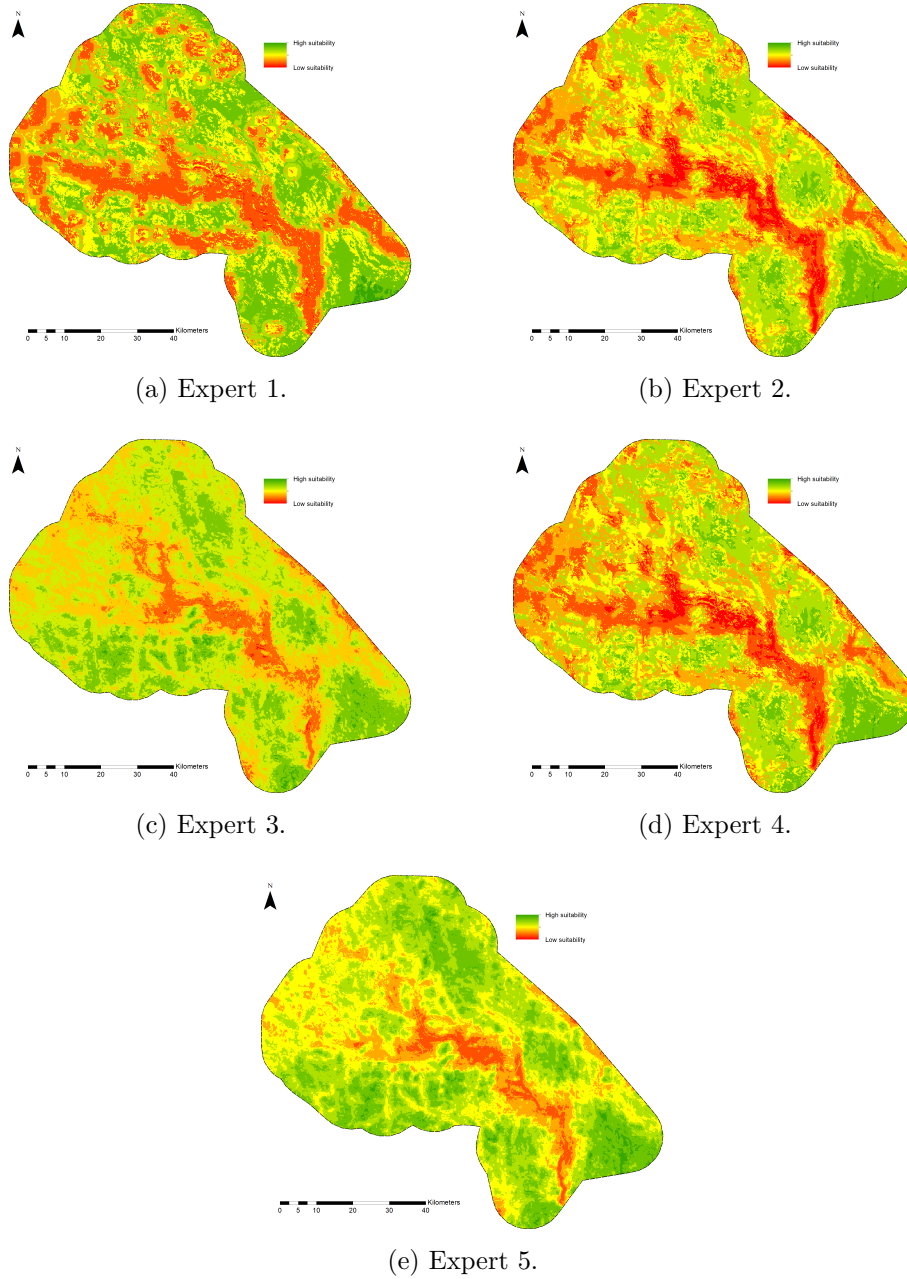 N
High suitability
Low suitability
Kilometers
0 5 10 20 30 40
(a) Expert 1.
N
High suitability
Low suitability
Kilometers
0 5 10 20 30 40
(b) Expert 2.
N
High suitability
Low suitability
Kilometers
0 5 10 20 30 40
(c) Expert 3.
N
High suitability
Low suitability
Kilometers
0 5 10 20 30 40
(d) Expert 4.
N
High suitability
Low suitability
Kilometers
0 5 10 20 30 40
(e) Expert 5.